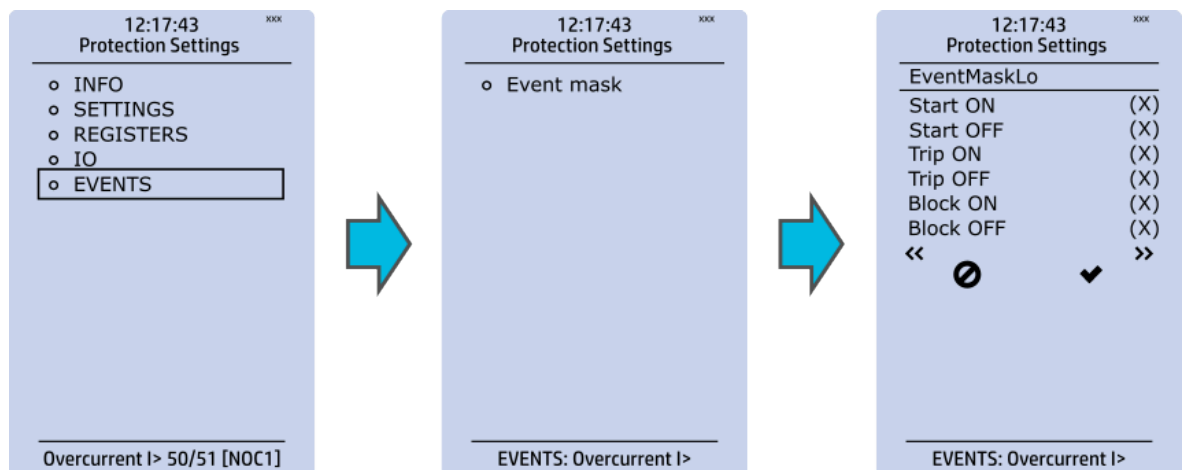 12:17:43 xxx
Protection Settings
INFO
SETTINGS
REGISTERS
IO
EVENTS
Overcurrent I> 50/51 [NOC1]
12:17:43 xxx
Protection Settings
Event mask
EVENTS: Overcurrent I>
12:17:43 xxx
Protection Settings
EventMaskLo
Start ON (X)
Start OFF (X)
Trip ON (X)
Trip OFF (X)
Block ON (X)
Block OFF (X)
<< >>
EVENTS: Overcurrent I>